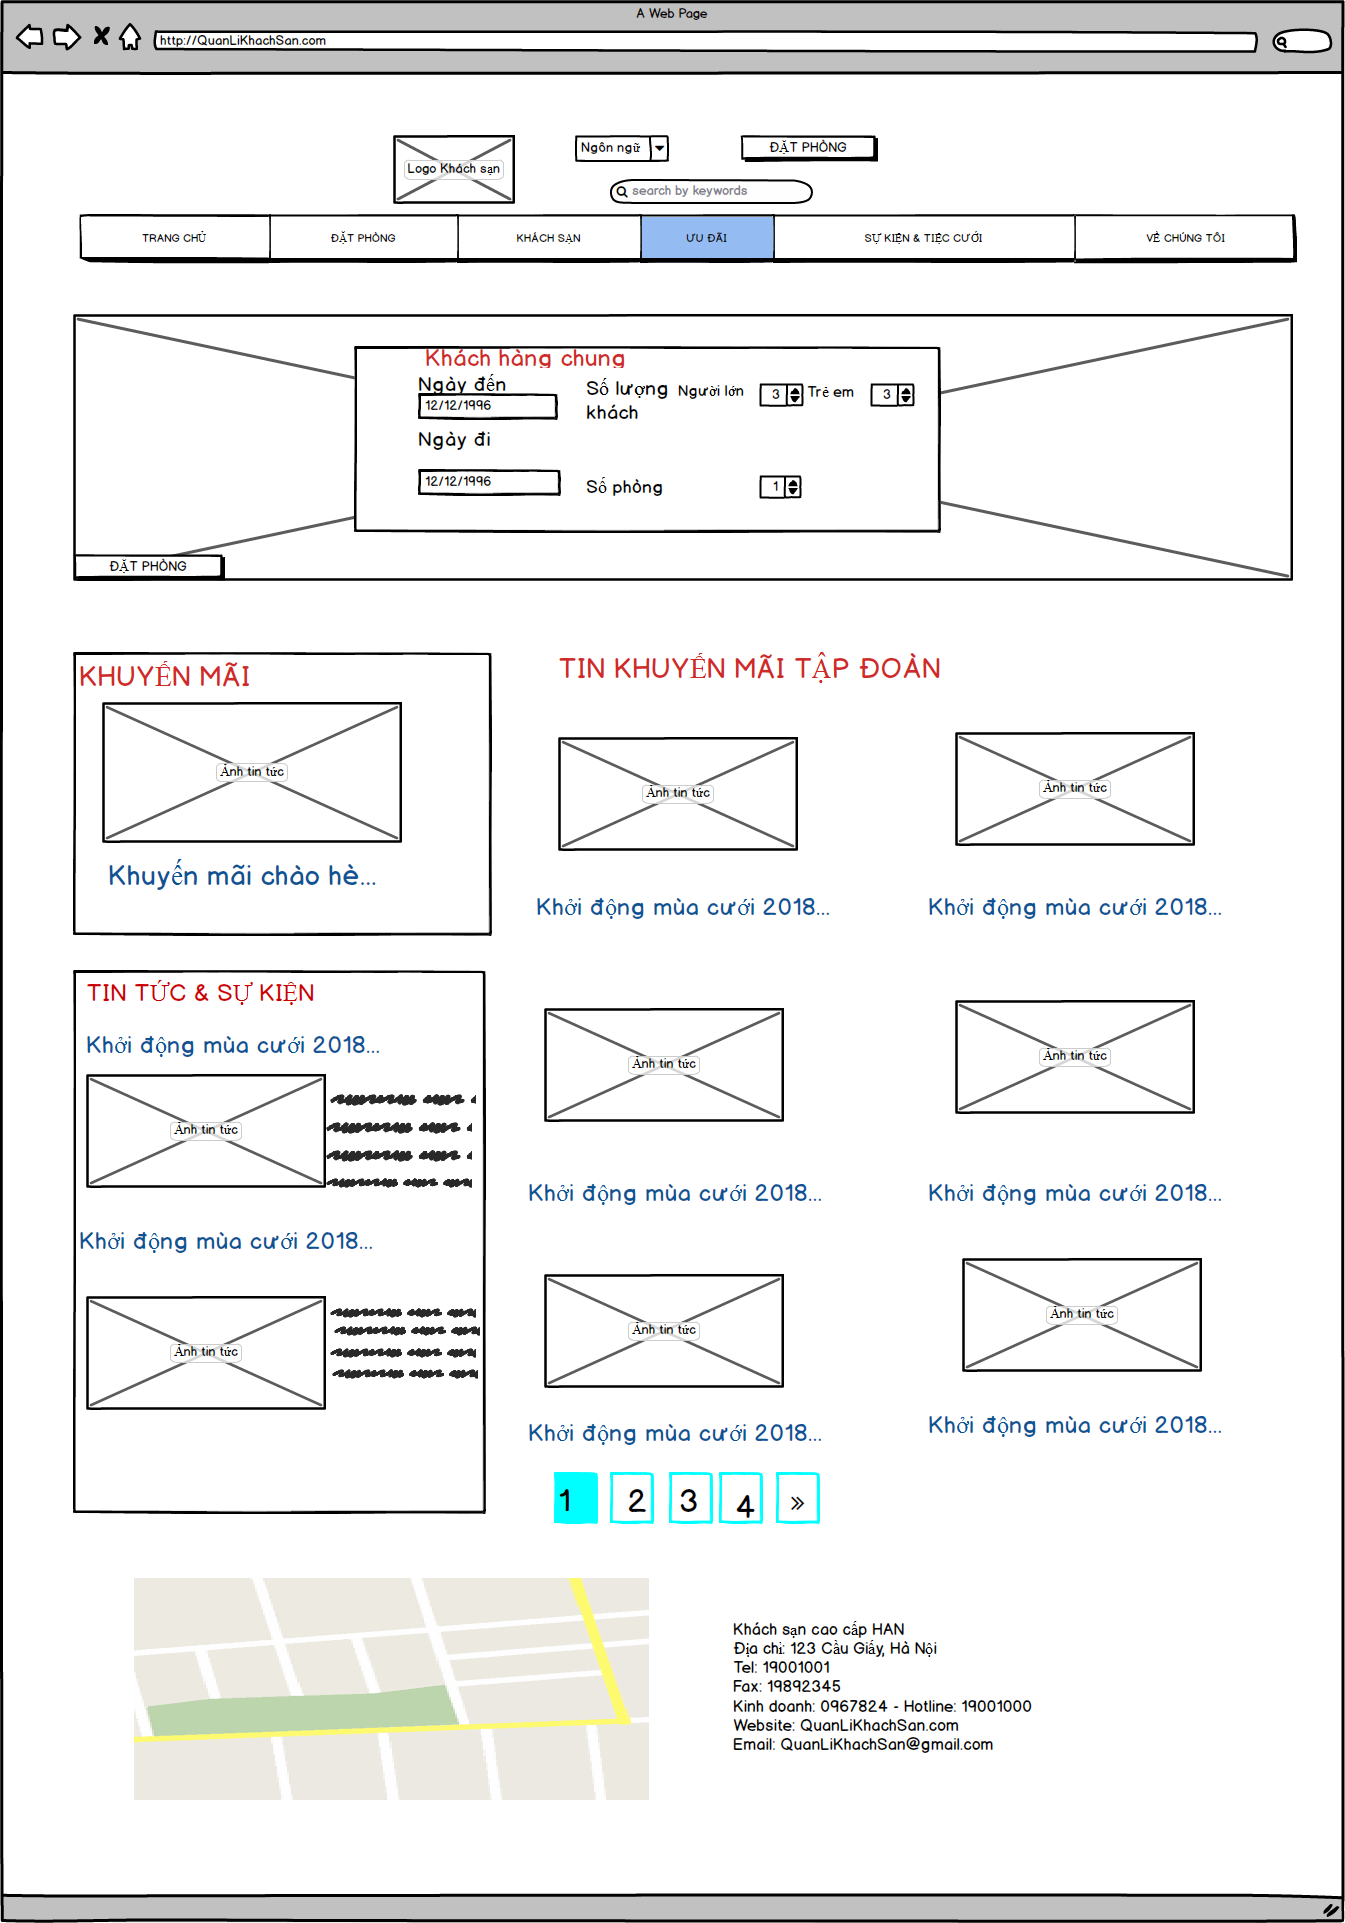 A Web Page
http://QuanLiKhachSan.com
Logo Khách sạn
Ngôn ngữ
ĐẶT PHÒNG
search by keywords
TRANG CHỦ
ĐẶT PHÒNG
KHÁCH SẠN
ƯU ĐÃI
SỰ KIỆN & TIỆC CƯỚI
VỀ CHÚNG TÔI
Khách hàng chung
Ngày đến
12/12/1996
Số lượng khách
Người lớn
3
Trẻ em
3
Ngày đi
12/12/1996
Số phòng
1
ĐẶT PHÒNG
KHUYẾN MÃI
Ảnh tin tức
Khuyến mãi chào hè...
TIN TỨC & SỰ KIỆN
Khởi động mùa cưới 2018...
Ảnh tin tức
Khởi động mùa cưới 2018...
Ảnh tin tức
TIN KHUYẾN MÃI TẬP ĐOÀN
Ảnh tin tức
Ảnh tin tức
Khởi động mùa cưới 2018...
Khởi động mùa cưới 2018...
Ảnh tin tức
Ảnh tin tức
Khởi động mùa cưới 2018...
Khởi động mùa cưới 2018...
Ảnh tin tức
Ảnh tin tức
Khởi động mùa cưới 2018...
Khởi động mùa cưới 2018...
1 2 3 4 »
Khách sạn cao cấp HAN
Địa chỉ: 123 Cầu Giấy, Hà Nội
Tel: 19001001
Fax: 19892345
Kinh doanh: 0967824 - Hotline: 19001000
Website: QuanLiKhachSan.com
Email: QuanLiKhachSan@gmail.com